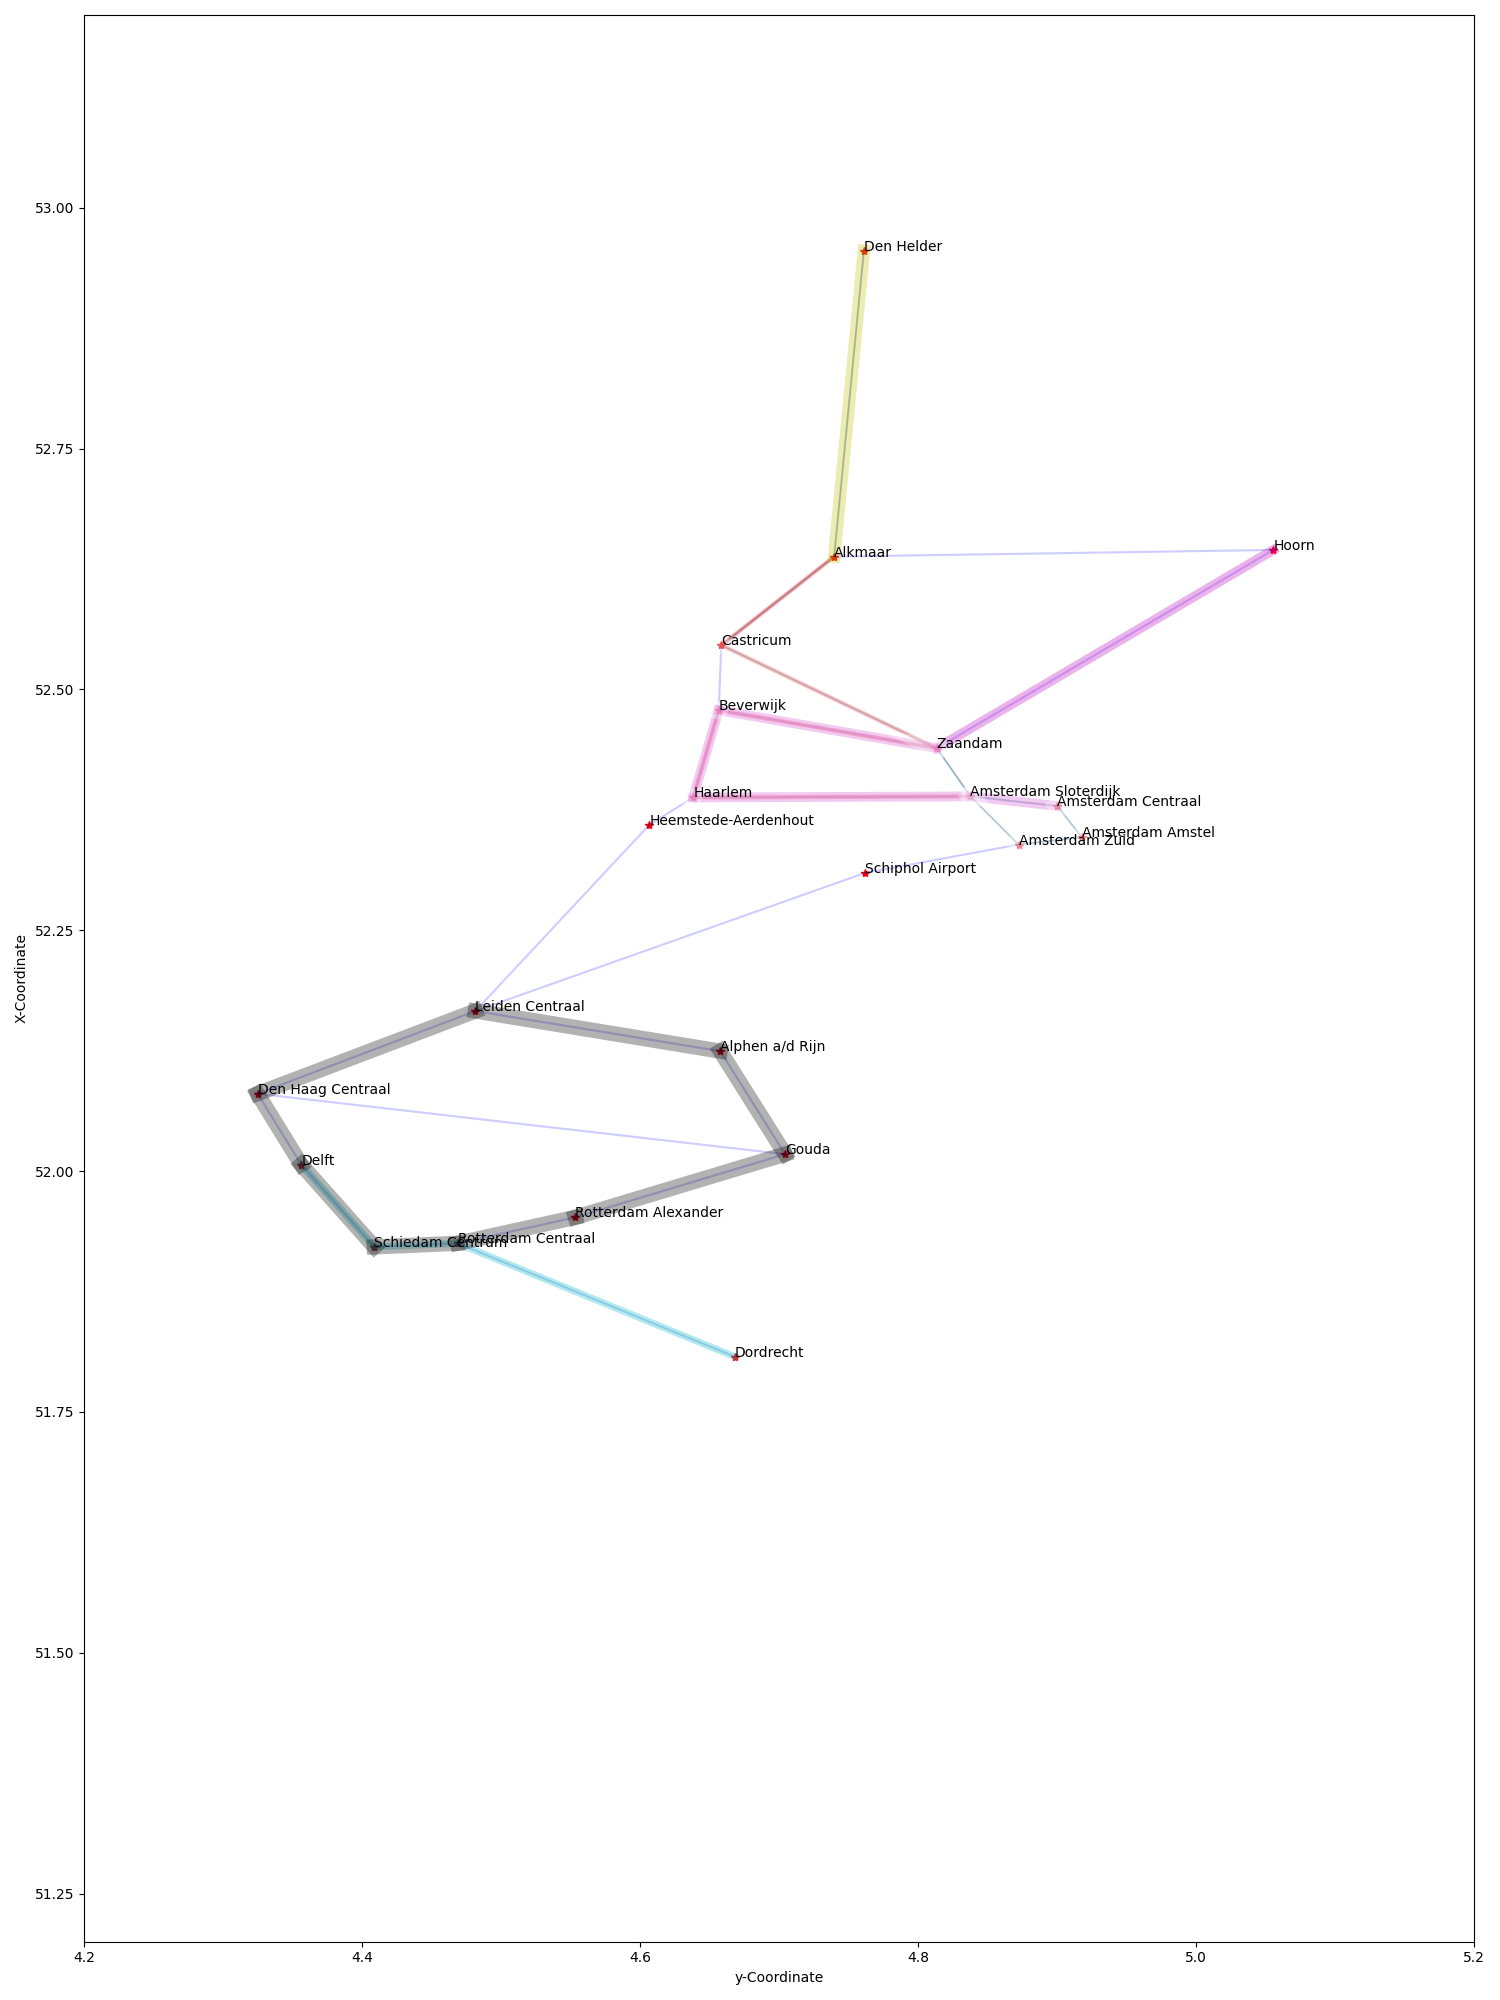 53.00
Den Helder
52.75
Hoorn
Alkmaar
Castricum
52.50
Beverwijk
Zaandam
Haarlem
Amsterdam Sloterdijk
Amsterdam Centraal
Heemstede-Aerdenhout
Amsterdam Amstel
Amsterdam Zuid
Schiphol Airport
52.25
X-Coordinate
Leiden Centraal
Alphen a/d Rijn
Den Haag Centraal
Gouda
Delft
52.00
Rotterdam Alexander
Rotterdam Centraal
Schiedam Centrum
Dordrecht
51.75
51.50
51.25
4.2
4.4
4.6
4.8
5.0
5.2
y-Coordinate